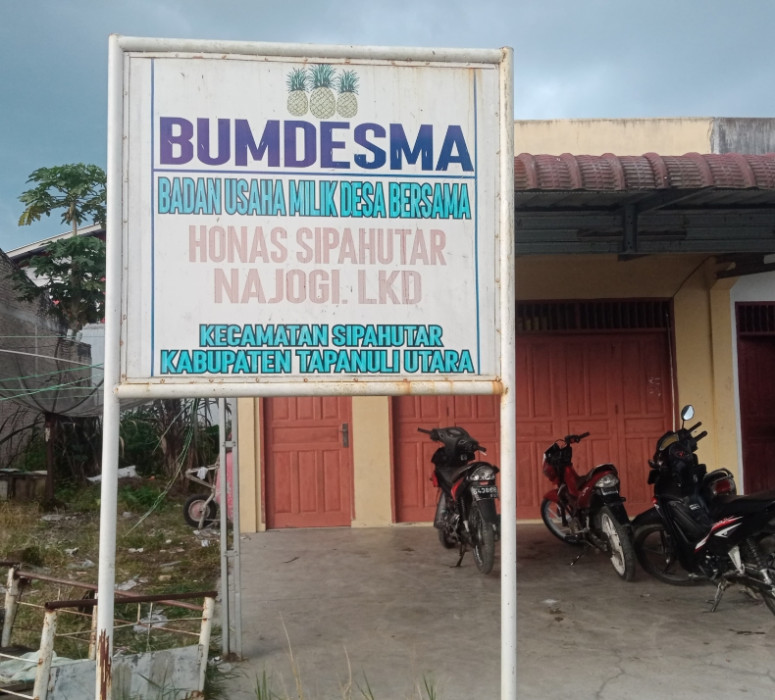 BUMDESMA
BADAN USAHA MILIK DESA BERSAMA
HONAS SIPAHUTAR
NAJOGI. LKD
KECAMATAN SIPAHUTAR
KABUPATEN TAPANULI UTARA